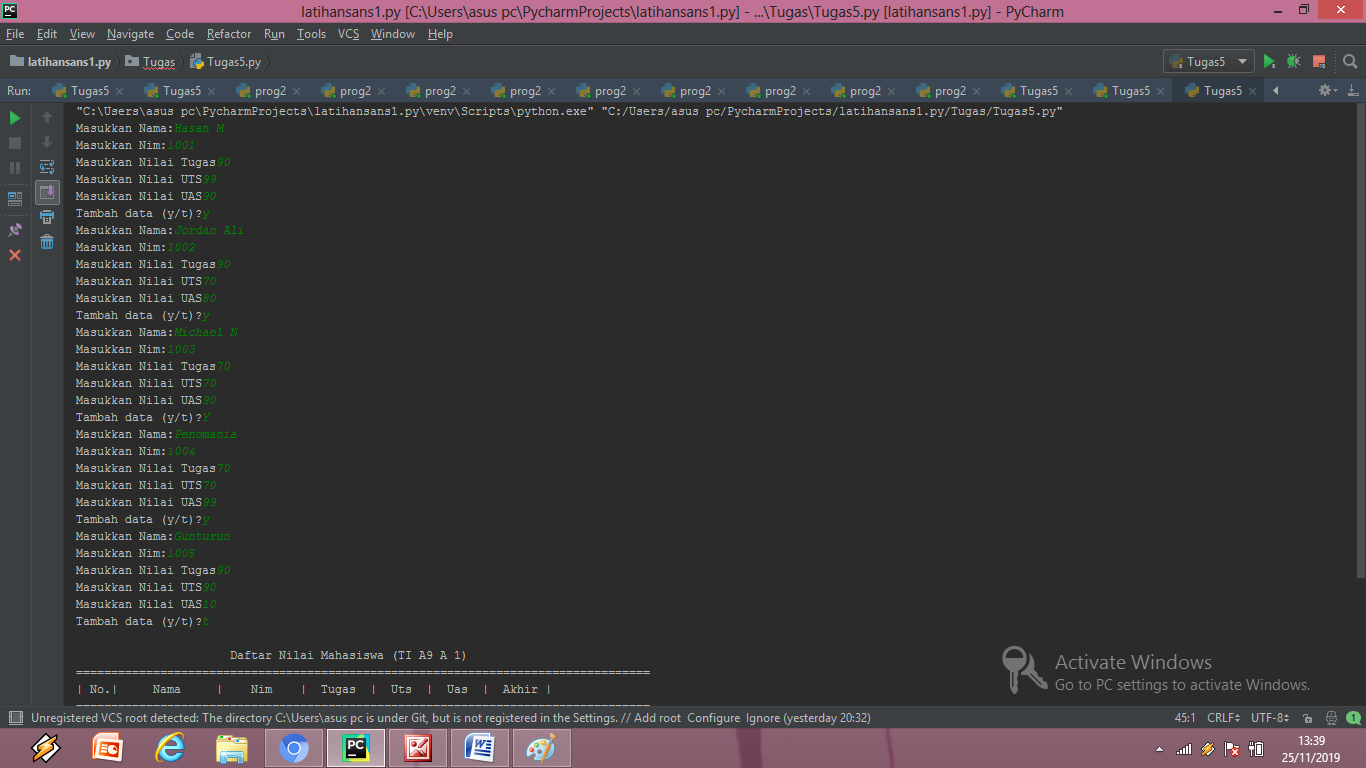 PC latihansans1.py [C:\Users\asus pc\PycharmProjects\latihansans1.py] - ...\Tugas\Tugas5.py [latihansans1.py] - PyCharm
File Edit View Navigate Code Refactor Run Tools VCS Window Help
latihansans1.py Tugas Tugas5.py Tugas5
Run: Tugas5 Tugas5 prog2 prog2 prog2 prog2 prog2 prog2 prog2 prog2 prog2 Tugas5 Tugas5 Tugas5
"C:\Users\asus pc\PycharmProjects\latihansans1.py\venv\Scripts\python.exe" "C:/Users/asus pc/PycharmProjects/latihansans1.py/Tugas/Tugas5.py"
Masukkan Nama:Hasan M
Masukkan Nim:1001
Masukkan Nilai Tugas90
Masukkan Nilai UTS99
Masukkan Nilai UAS90
Tambah data (y/t)?y
Masukkan Nama:Jordan Ali
Masukkan Nim:1002
Masukkan Nilai Tugas90
Masukkan Nilai UTS70
Masukkan Nilai UAS80
Tambah data (y/t)?y
Masukkan Nama:Michael N
Masukkan Nim:1003
Masukkan Nilai Tugas70
Masukkan Nilai UTS70
Masukkan Nilai UAS90
Tambah data (y/t)?Y
Masukkan Nama:Penomania
Masukkan Nim:1004
Masukkan Nilai Tugas70
Masukkan Nilai UTS70
Masukkan Nilai UAS99
Tambah data (y/t)?y
Masukkan Nama:Gunturun
Masukkan Nim:1005
Masukkan Nilai Tugas90
Masukkan Nilai UTS90
Masukkan Nilai UAS10
Tambah data (y/t)?t
Daftar Nilai Mahasiswa (TI A9 A 1)
==================================================================================
| No.| Nama | Nim | Tugas | Uts | Uas | Akhir |
==================================================================================
Activate Windows
Go to PC settings to activate Windows.
Unregistered VCS root detected: The directory C:\Users\asus pc is under Git, but is not registered in the Settings. // Add root Configure Ignore (yesterday 20:32) 45:1 CRLF UTF-8 1
PC
13:39
25/11/2019